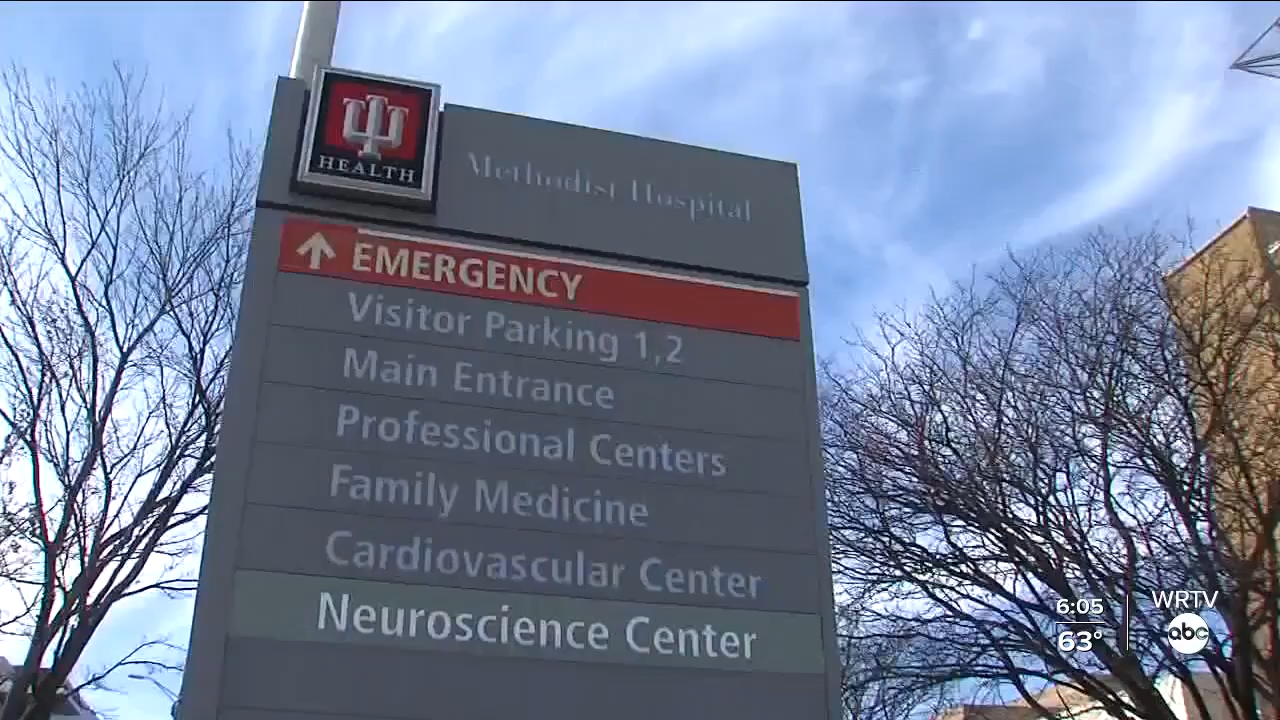 HEALTH
Methodist Hospital
EMERGENCY
Visitor Parking 1,2
Main Entrance
Professional Centers
Family Medicine
Cardiovascular Center
Neuroscience Center
6:05
63°
WRTV
abc